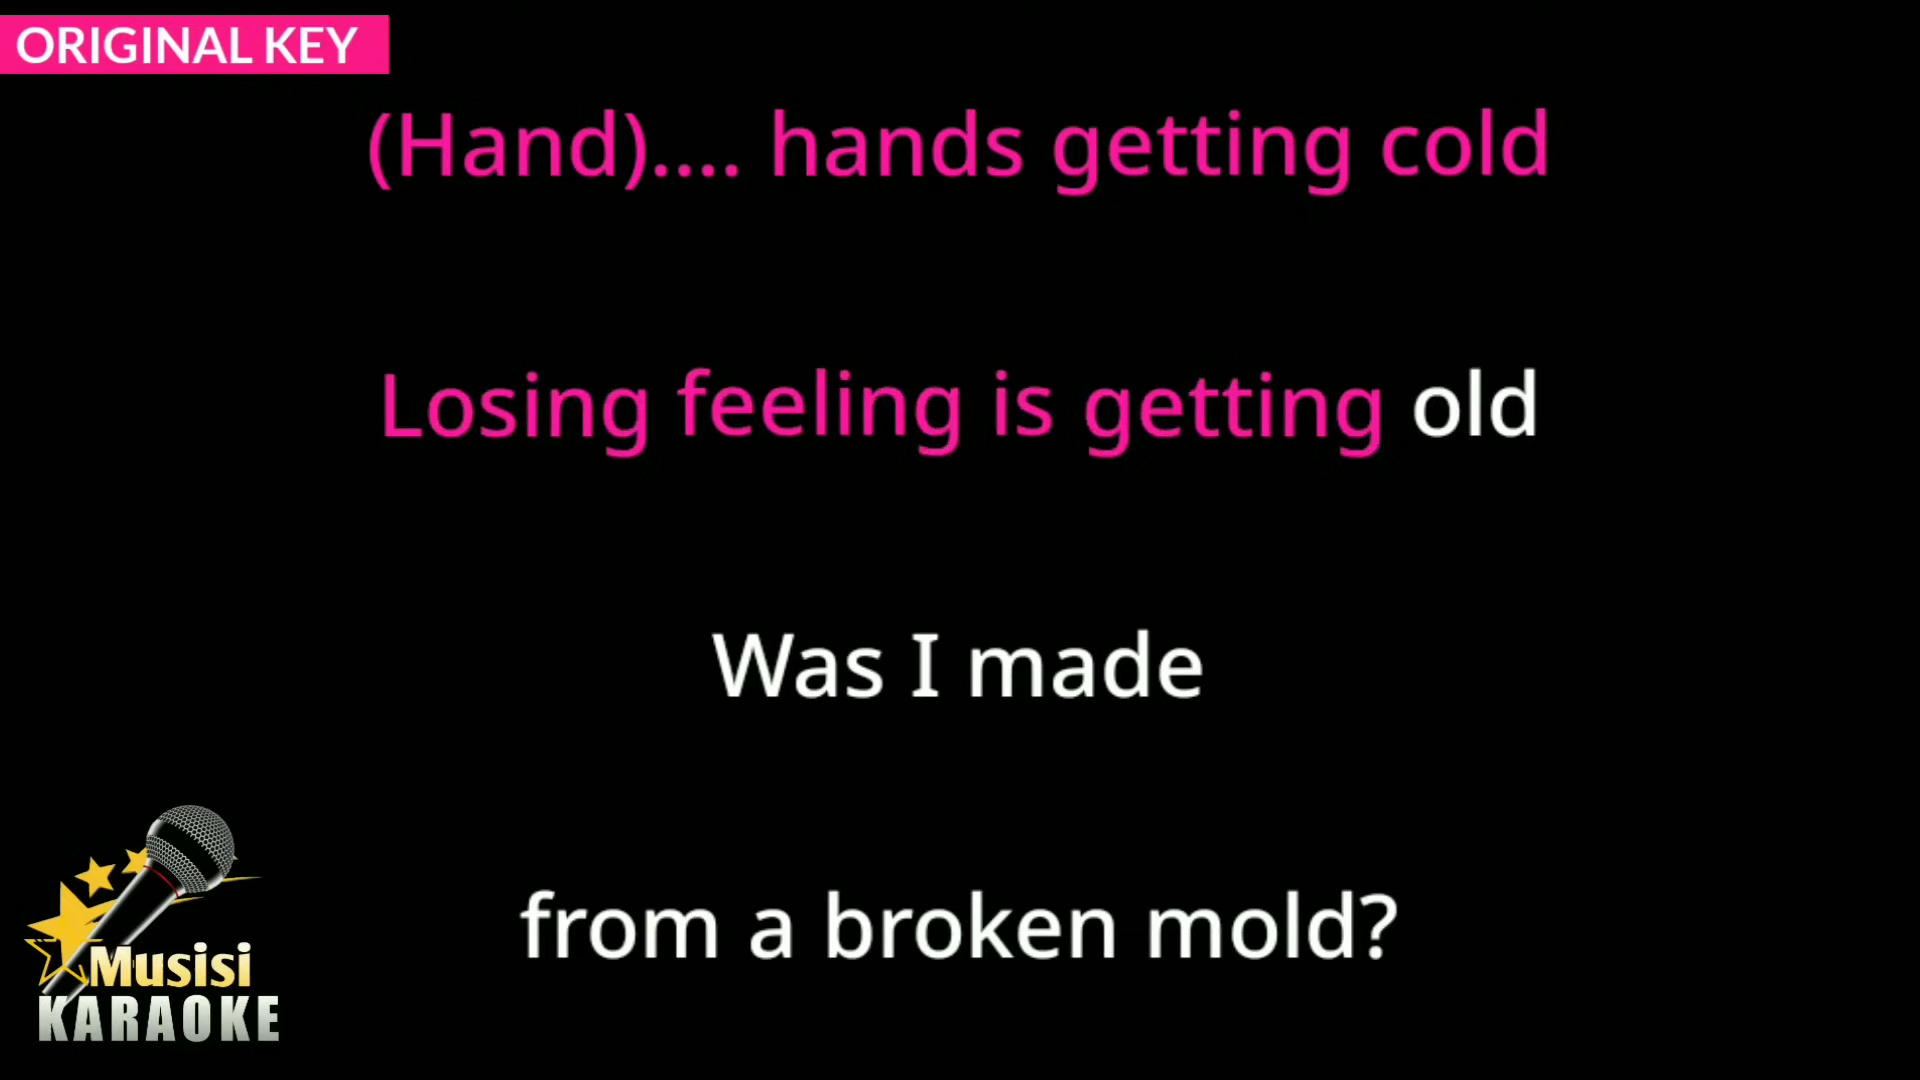 ORIGINAL KEY
(Hand).... hands getting cold
Losing feeling is getting old
Was I made
from a broken mold?
Musisi
KARAOKE